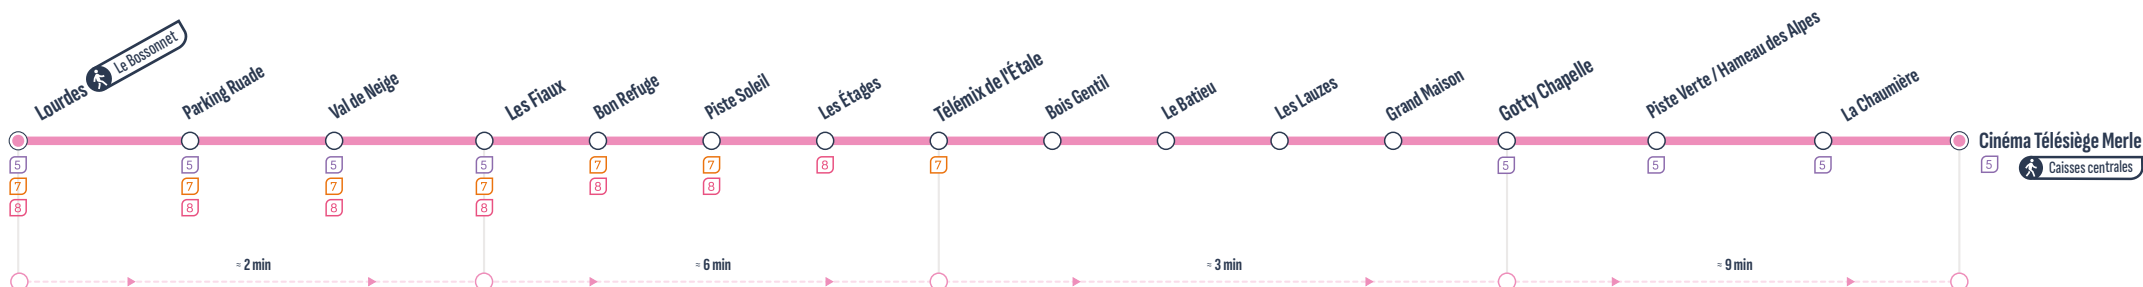 Lourdes
Le Bossonnet
Parking Ruade
Val de Neige
Les Fiaux
Bon Refuge
Piste Soleil
Les Étages
Télémix de l'Étale
Bois Gentil
Le Batieu
Les Lauzes
Grand Maison
Gotty Chapelle
Piste Verte / Hameau des Alpes
La Chaumière
Cinéma Télésiège Merle
Caisses centrales
5 5 5 5 7 7 8 7 5 5 5 5
7 7 7 7 8 8
8 8 8 8
≈ 2 min
≈ 6 min
≈ 3 min
≈ 9 min